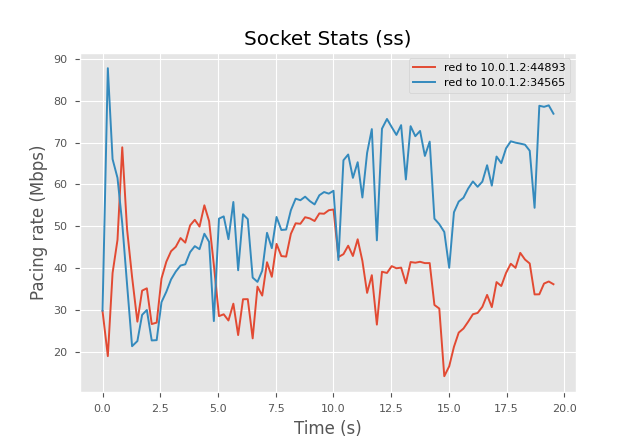 Socket Stats (ss)
red to 10.0.1.2:44893
red to 10.0.1.2:34565
Pacing rate (Mbps)
90
80
70
60
50
40
30
20
0.0 2.5 5.0 7.5 10.0 12.5 15.0 17.5 20.0
Time (s)